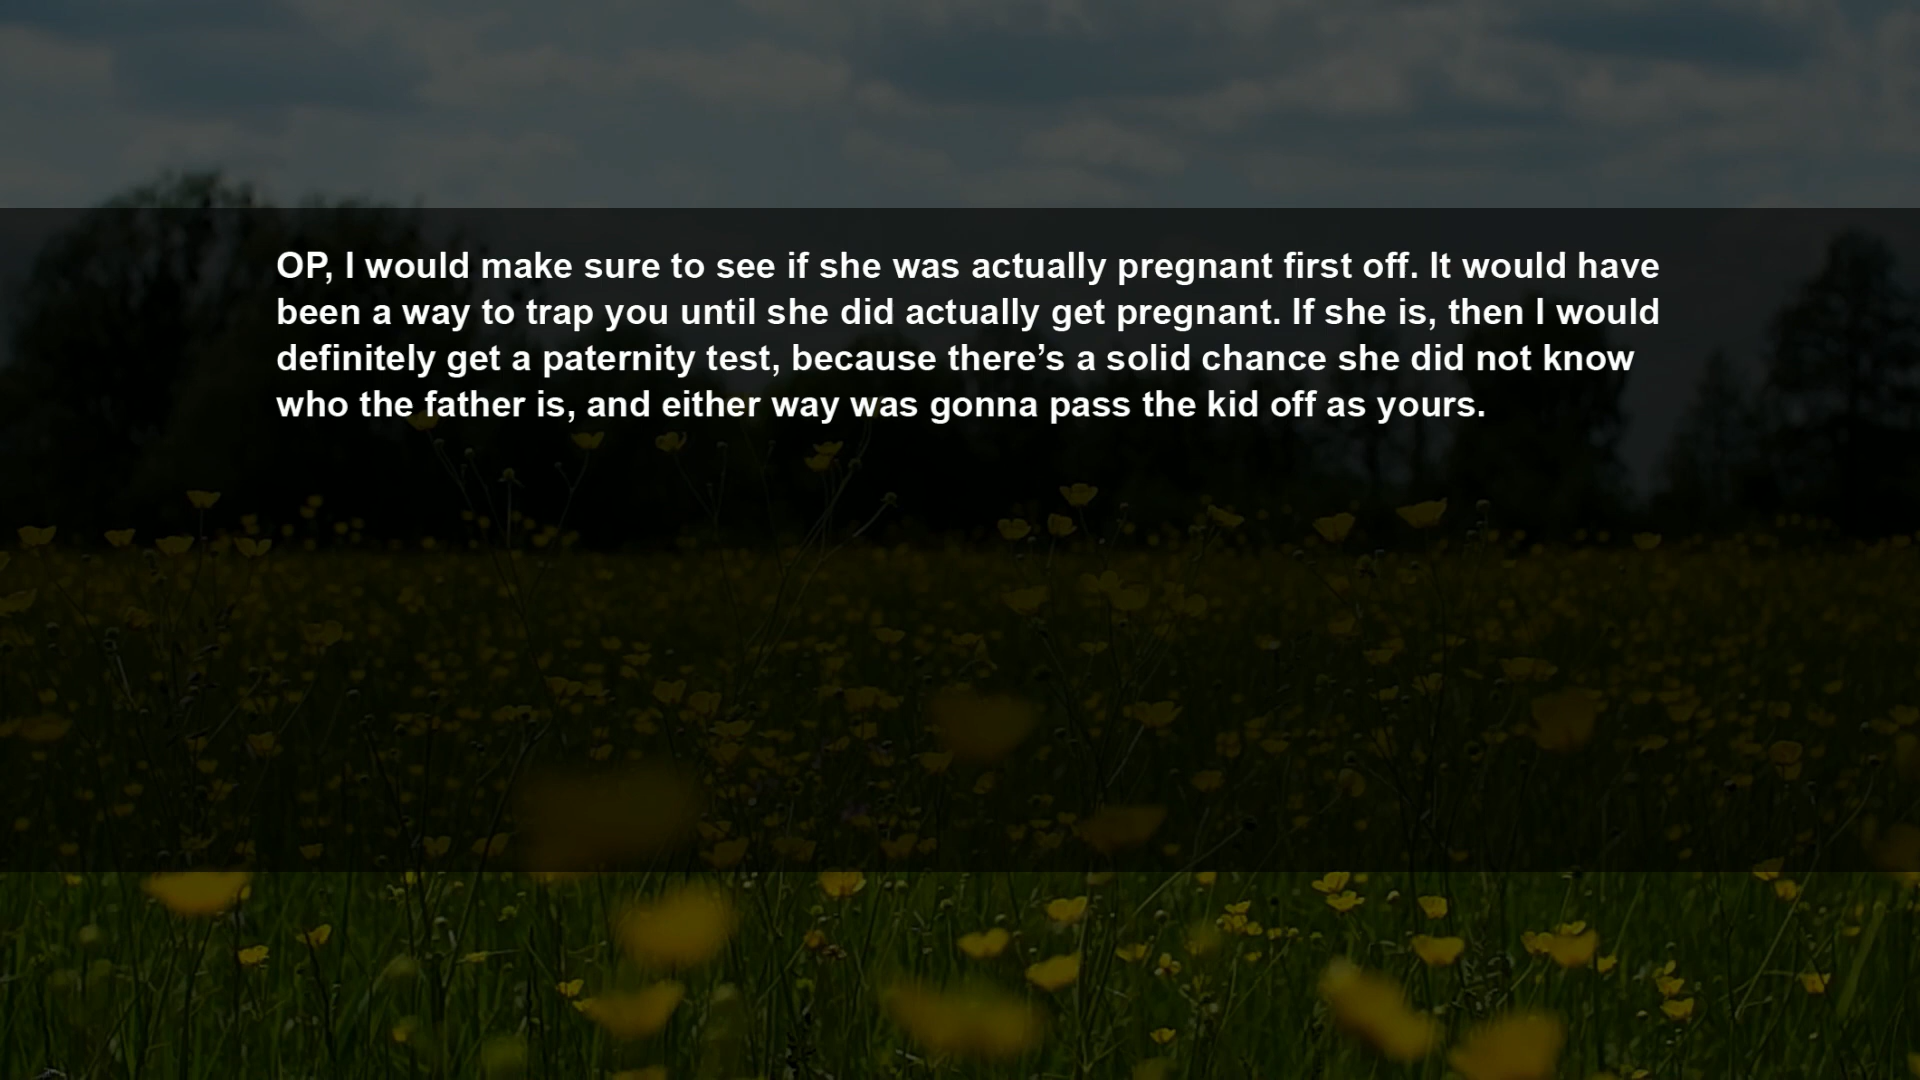 OP, I would make sure to see if she was actually pregnant first off. It would have
been a way to trap you until she did actually get pregnant. If she is, then I would
definitely get a paternity test, because there’s a solid chance she did not know
who the father is, and either way was gonna pass the kid off as yours.